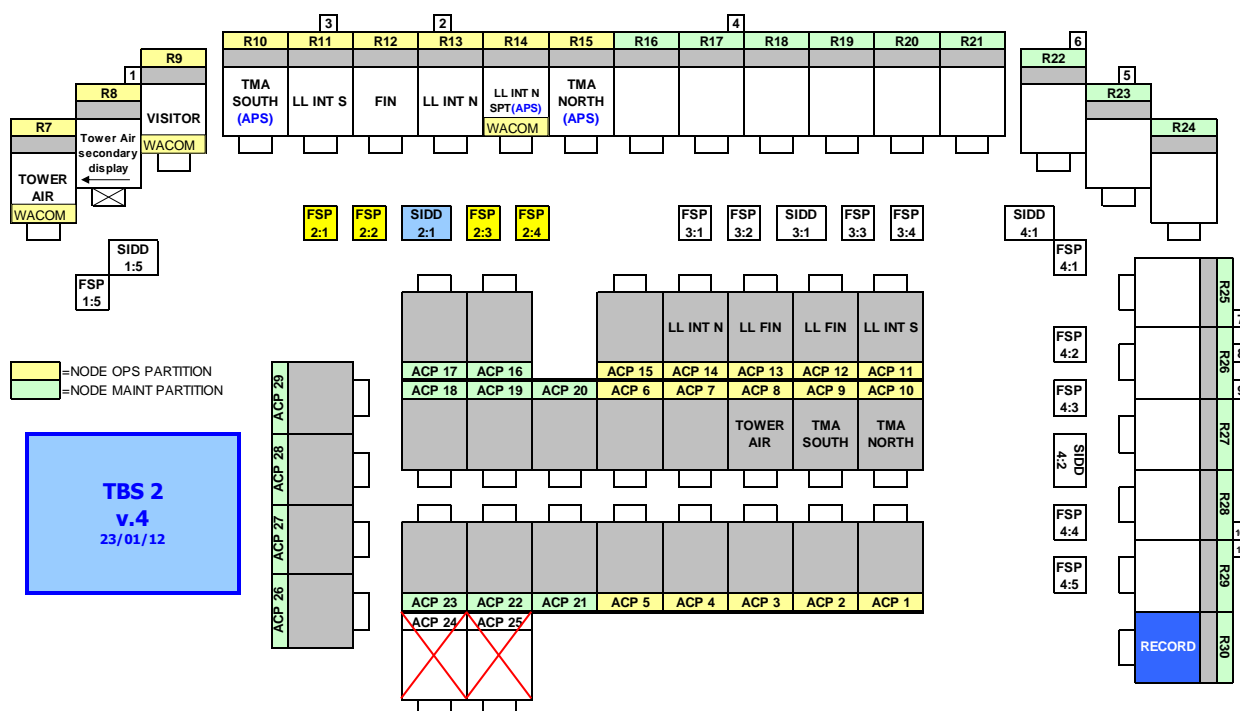 3
2
4
R10
R11
R12
R13
R14
R15
R16
R17
R18
R19
R20
R21
6
R9
R22
1
5
R8
R23
R7
R24
TMA
SOUTH
(APS)
LL INT S
FIN
LL INT N
LL INT N
SPT(APS)
WACOM
TMA
NORTH
(APS)
VISITOR
WACOM
Tower Air
secondary
display
TOWER
AIR
WACOM
FSP
2:1
FSP
2:2
SIDD
2:1
FSP
2:3
FSP
2:4
FSP
3:1
FSP
3:2
SIDD
3:1
FSP
3:3
FSP
3:4
SIDD
4:1
FSP
4:1
SIDD
1:5
FSP
1:5
R25
R26
R27
R28
R29
R30
FSP
4:2
FSP
4:3
SIDD
4:2
FSP
4:4
FSP
4:5
RECORD
LL INT N
LL FIN
LL FIN
LL INT S
ACP 17
ACP 16
ACP 15
ACP 14
ACP 13
ACP 12
ACP 11
ACP 18
ACP 19
ACP 20
ACP 6
ACP 7
ACP 8
ACP 9
ACP 10
TOWER
AIR
TMA
SOUTH
TMA
NORTH
=NODE OPS PARTITION
=NODE MAINT PARTITION
ACP 29
ACP 28
ACP 27
ACP 26
TBS 2
v.4
23/01/12
ACP 23
ACP 22
ACP 21
ACP 5
ACP 4
ACP 3
ACP 2
ACP 1
ACP 24
ACP 25